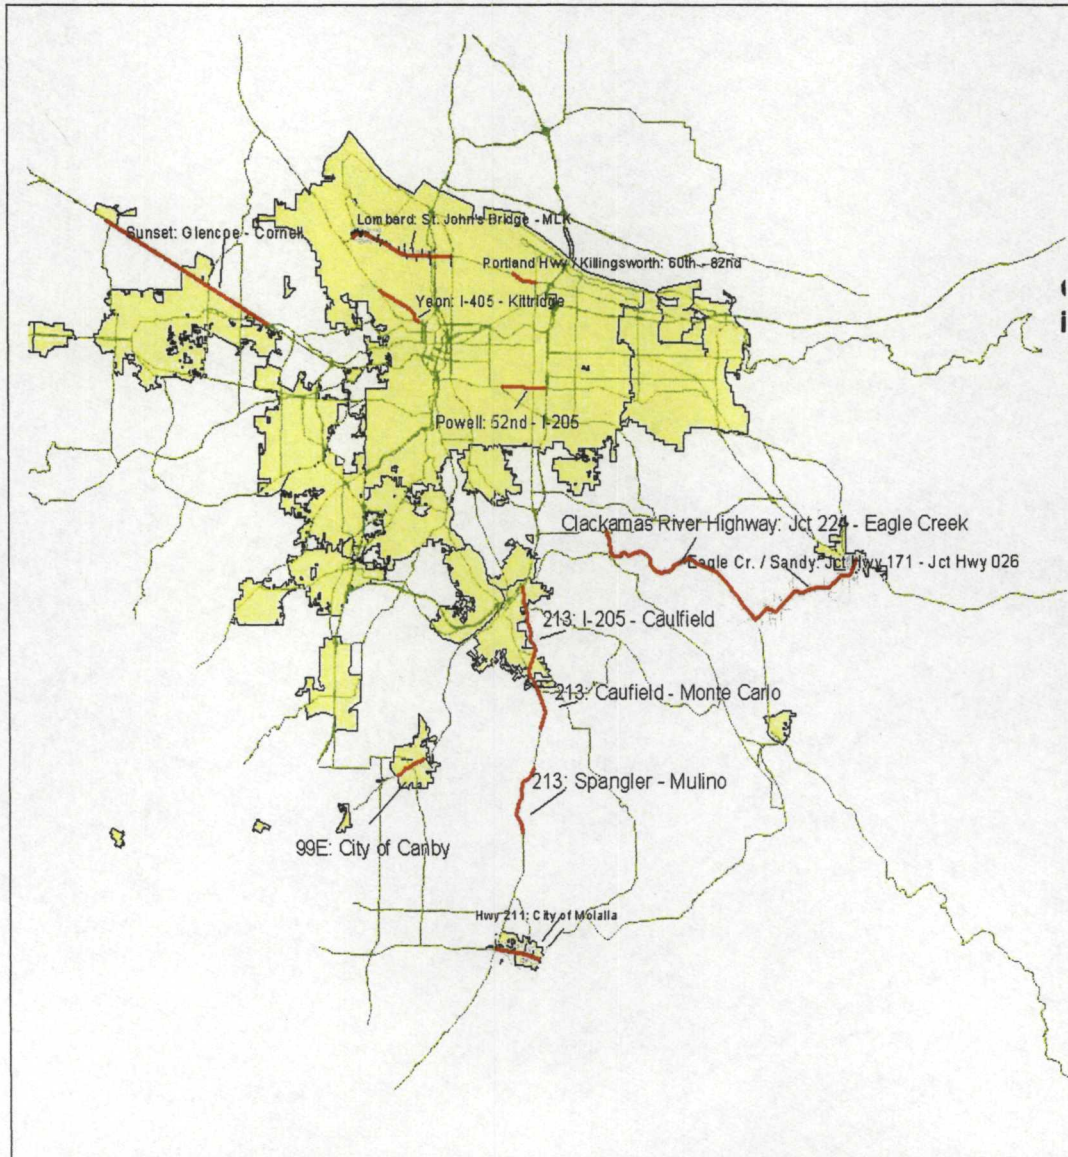 Lombard: St. John's Bridge - MLK
Sunset: Glencoe - Cornell
Portland Hwy / Killingsworth: 60th - 82nd
Yeon: I-405 - Kittridge
Powell: 52nd - I-205
Clackamas River Highway: Jct 224 - Eagle Creek
Eagle Cr. / Sandy: Jct Hwy 171 - Jct Hwy 026
213: I-205 - Caulfield
213: Caufield - Monte Carlo
213: Spangler - Mulino
99E: City of Canby
Hwy 211: City of Molalla